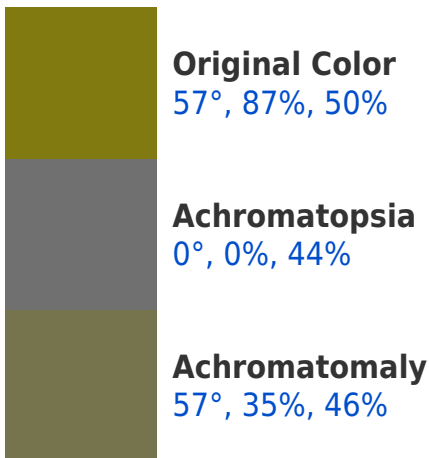 Original Color
57°, 87%, 50%
Achromatopsia
0°, 0%, 44%
Achromatomaly
57°, 35%, 46%